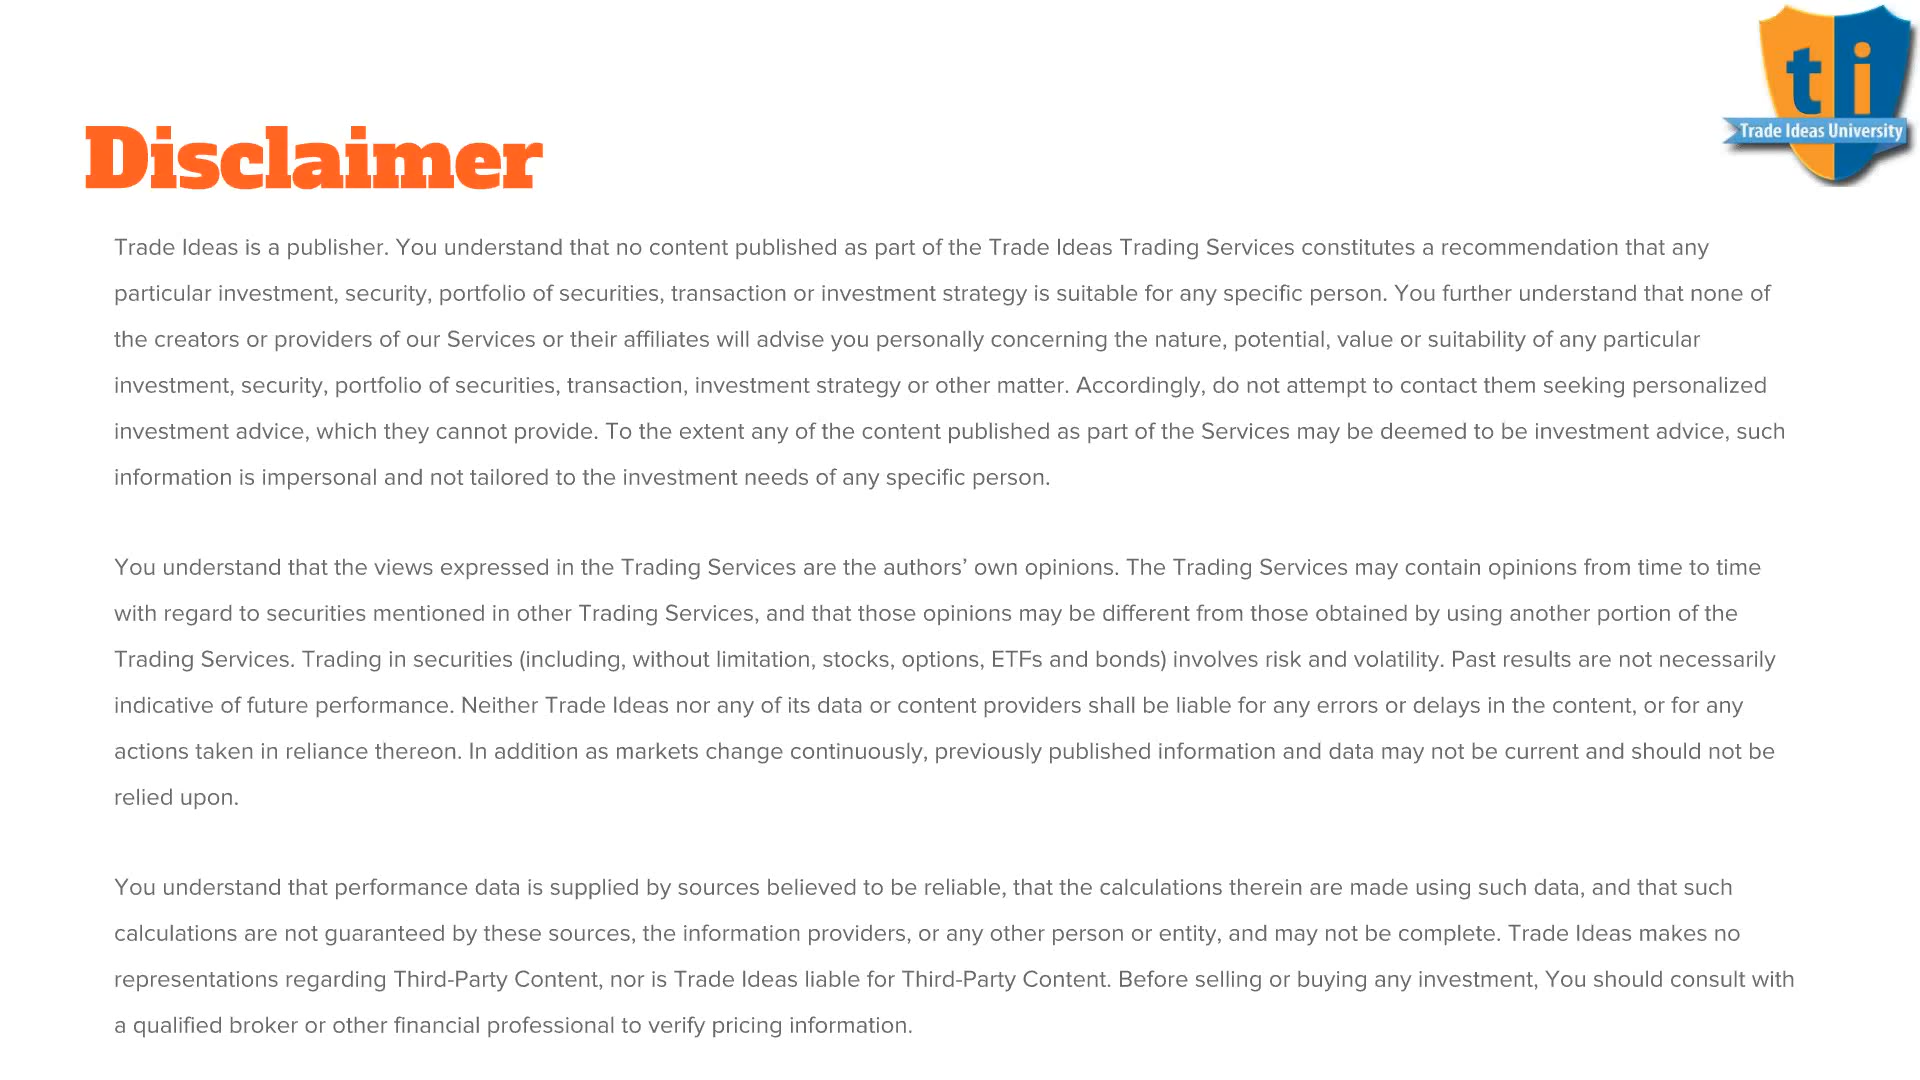 ti
Trade Ideas University
Disclaimer
Trade Ideas is a publisher. You understand that no content published as part of the Trade Ideas Trading Services constitutes a recommendation that any
particular investment, security, portfolio of securities, transaction or investment strategy is suitable for any specific person. You further understand that none of
the creators or providers of our Services or their affiliates will advise you personally concerning the nature, potential, value or suitability of any particular
investment, security, portfolio of securities, transaction, investment strategy or other matter. Accordingly, do not attempt to contact them seeking personalized
investment advice, which they cannot provide. To the extent any of the content published as part of the Services may be deemed to be investment advice, such
information is impersonal and not tailored to the investment needs of any specific person.
You understand that the views expressed in the Trading Services are the authors’ own opinions. The Trading Services may contain opinions from time to time
with regard to securities mentioned in other Trading Services, and that those opinions may be different from those obtained by using another portion of the
Trading Services. Trading in securities (including, without limitation, stocks, options, ETFs and bonds) involves risk and volatility. Past results are not necessarily
indicative of future performance. Neither Trade Ideas nor any of its data or content providers shall be liable for any errors or delays in the content, or for any
actions taken in reliance thereon. In addition as markets change continuously, previously published information and data may not be current and should not be
relied upon.
You understand that performance data is supplied by sources believed to be reliable, that the calculations therein are made using such data, and that such
calculations are not guaranteed by these sources, the information providers, or any other person or entity, and may not be complete. Trade Ideas makes no
representations regarding Third-Party Content, nor is Trade Ideas liable for Third-Party Content. Before selling or buying any investment, You should consult with
a qualified broker or other financial professional to verify pricing information.